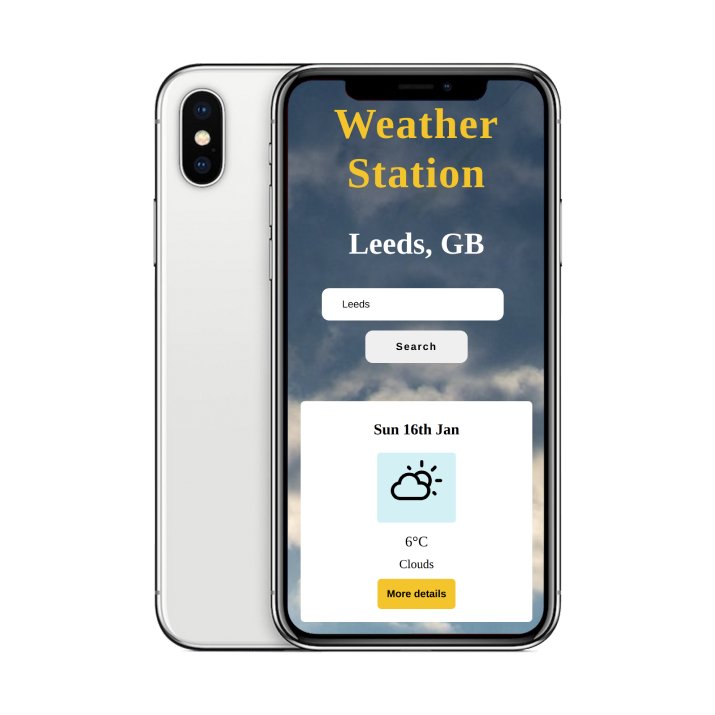 Weather
Station
Leeds, GB
Leeds
Search
Sun 16th Jan
6°C
Clouds
More details